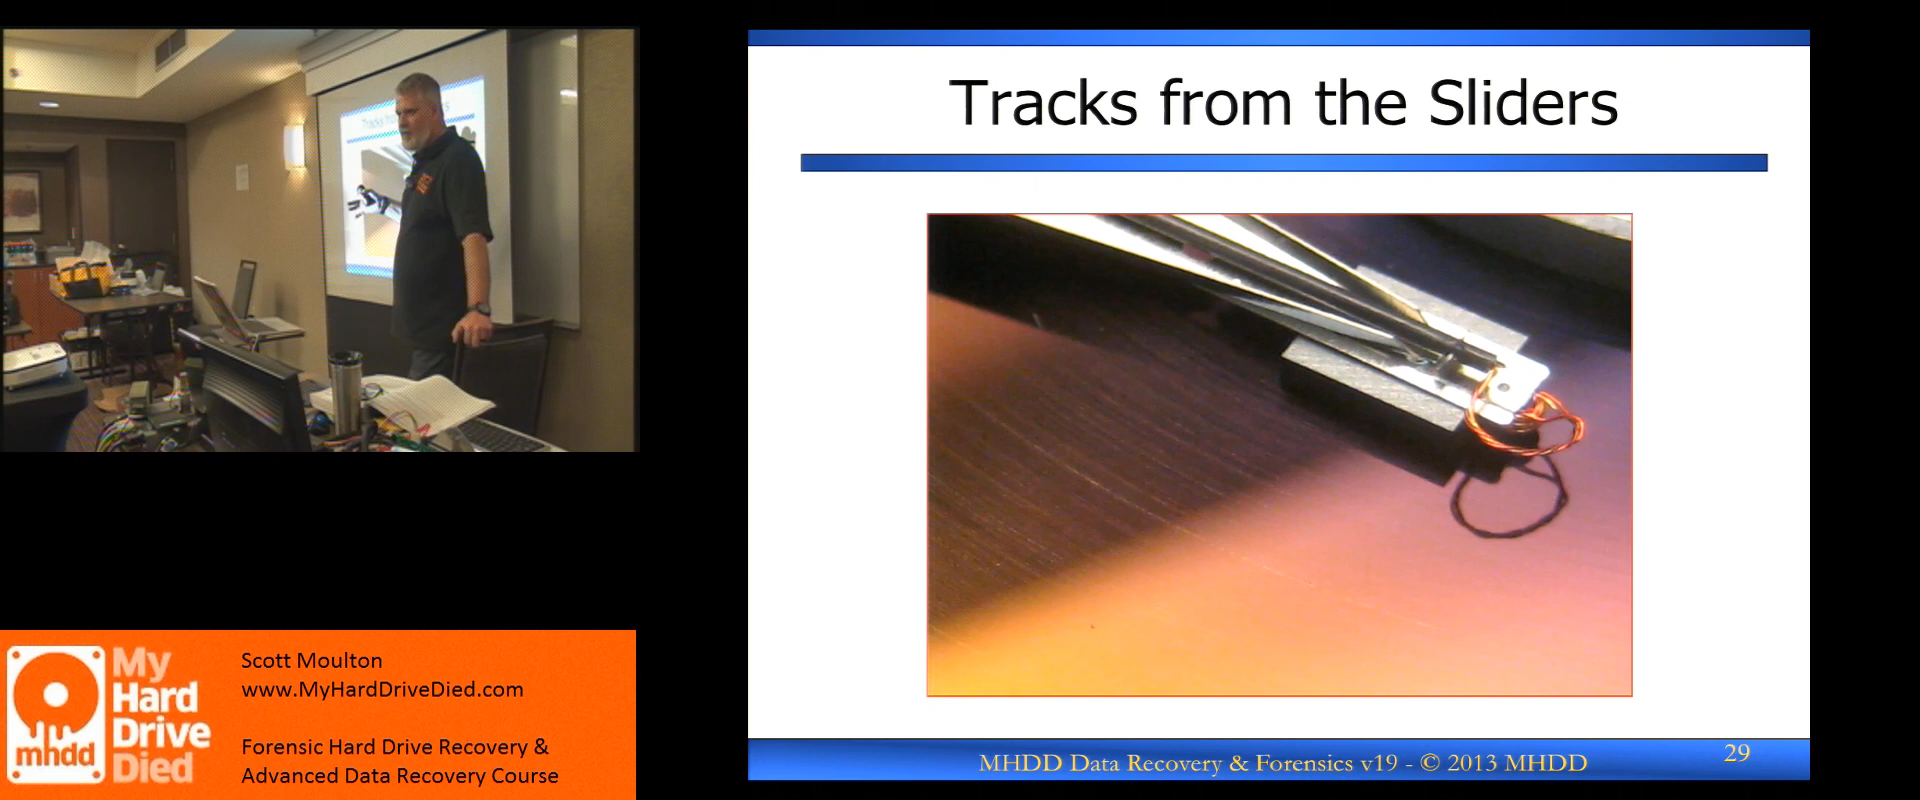 Tracks from the Sliders
MHDD Data Recovery & Forensics v19 - © 2013 MHDD
29
mhdd
My
Hard
Drive
Died
Scott Moulton
www.MyHardDriveDied.com
Forensic Hard Drive Recovery &
Advanced Data Recovery Course